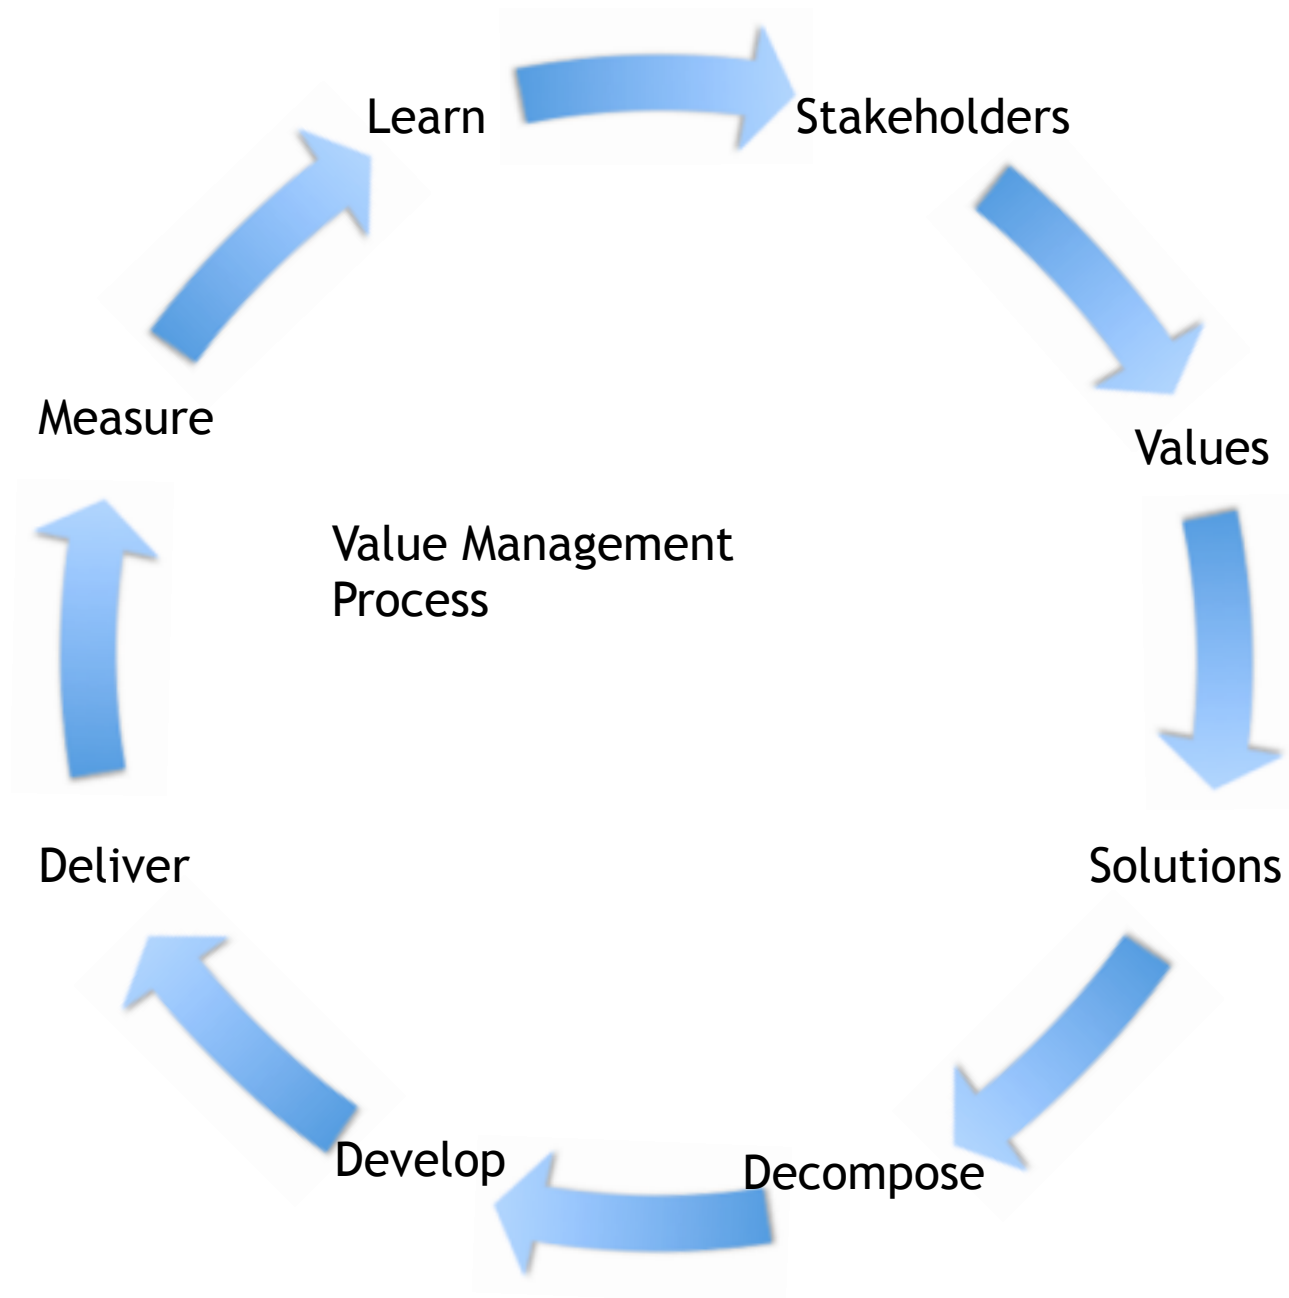 Learn
Stakeholders
Measure
Values
Value Management
Process
Deliver
Solutions
Develop
Decompose